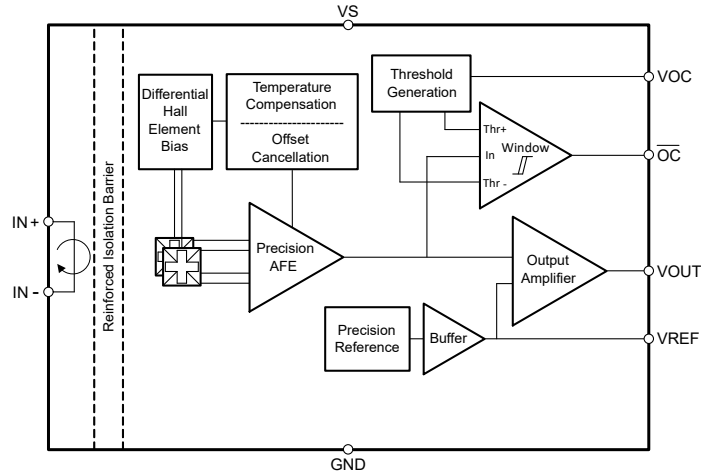 VS
Differential
Hall
Element
Bias
Temperature
Compensation
Offset
Cancellation
Threshold
Generation
VOC
Thr+
Window
In
Thr -
OC
Reinforced Isolation Barrier
IN+
IN-
Precision
AFE
Output
Amplifier
VOUT
Precision
Reference
Buffer
VREF
GND